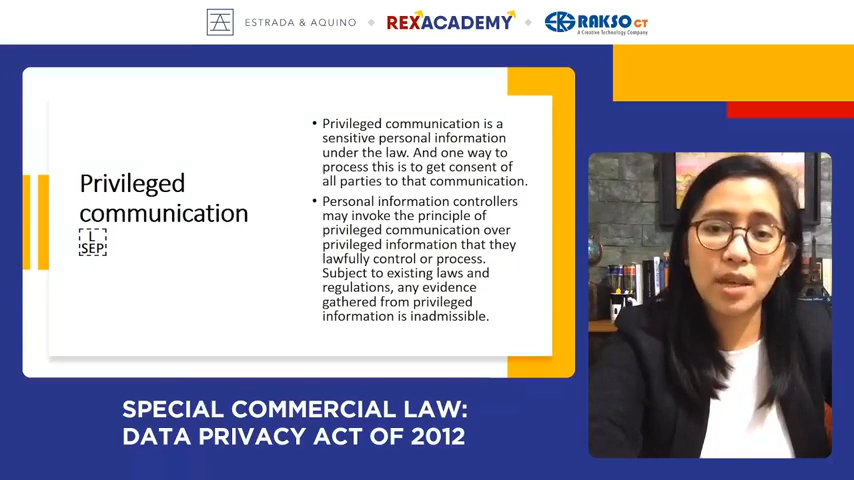 ESTRADA & AQUINO
REXACADEMY
RAKSO CT
A Creative Technology Company
Privileged
communication
L
SEP
• Privileged communication is a
sensitive personal information
under the law. And one way to
process this is to get consent of
all parties to that communication.
• Personal information controllers
may invoke the principle of
privileged communication over
privileged information that they
lawfully control or process.
Subject to existing laws and
regulations, any evidence
gathered from privileged
information is inadmissible.
SPECIAL COMMERCIAL LAW:
DATA PRIVACY ACT OF 2012